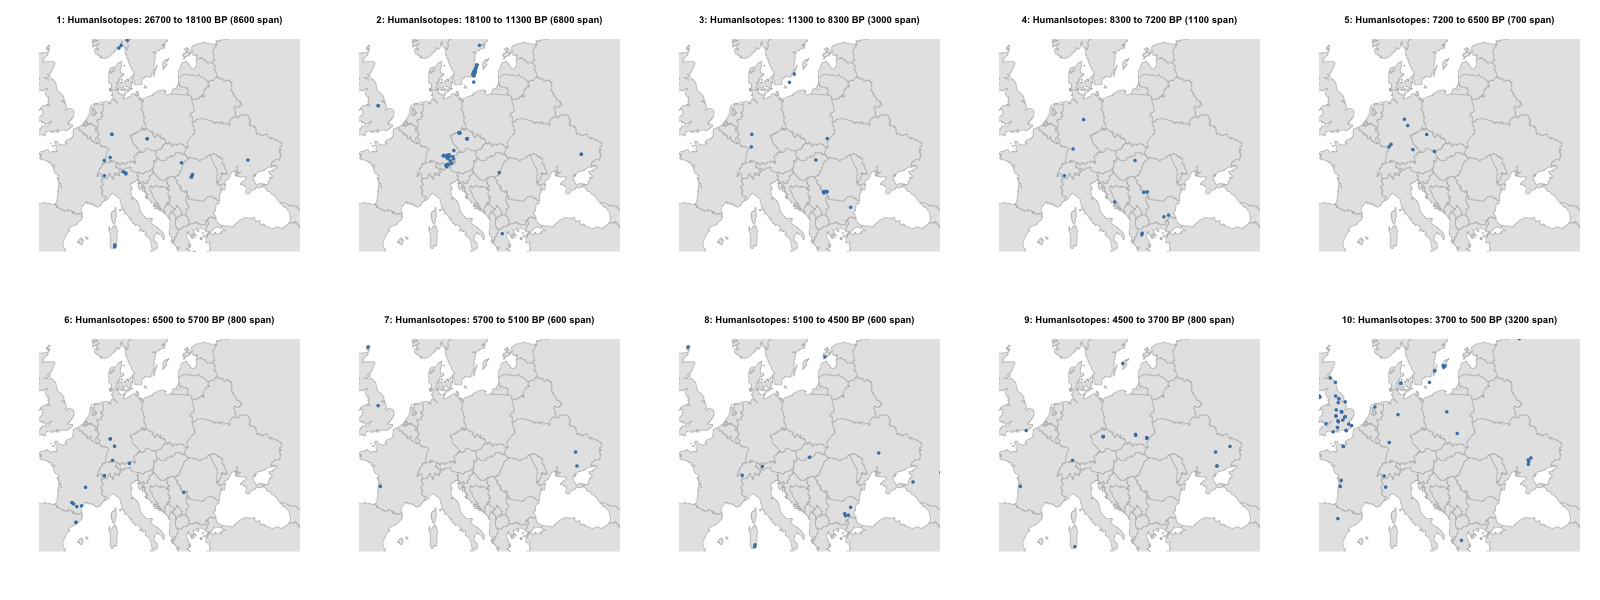 1: HumanIsotopes: 26700 to 18100 BP (8600 span)
2: HumanIsotopes: 18100 to 11300 BP (6800 span)
3: HumanIsotopes: 11300 to 8300 BP (3000 span)
4: HumanIsotopes: 8300 to 7200 BP (1100 span)
5: HumanIsotopes: 7200 to 6500 BP (700 span)
6: HumanIsotopes: 6500 to 5700 BP (800 span)
7: HumanIsotopes: 5700 to 5100 BP (600 span)
8: HumanIsotopes: 5100 to 4500 BP (600 span)
9: HumanIsotopes: 4500 to 3700 BP (800 span)
10: HumanIsotopes: 3700 to 500 BP (3200 span)